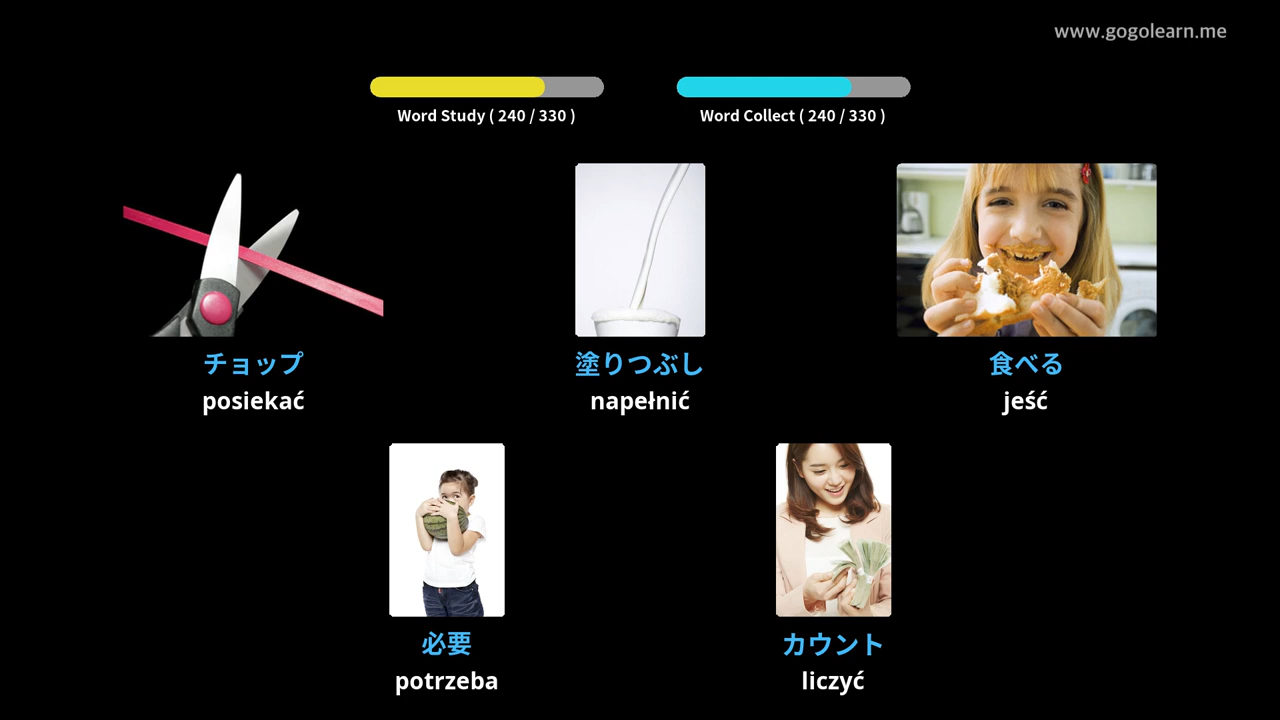 www.gogolearn.me
Word Study ( 240 / 330 )
Word Collect ( 240 / 330 )
チョップ
posiekać
塗りつぶし
napełnić
食べる
jeść
必要
potrzeba
カウント
liczyć